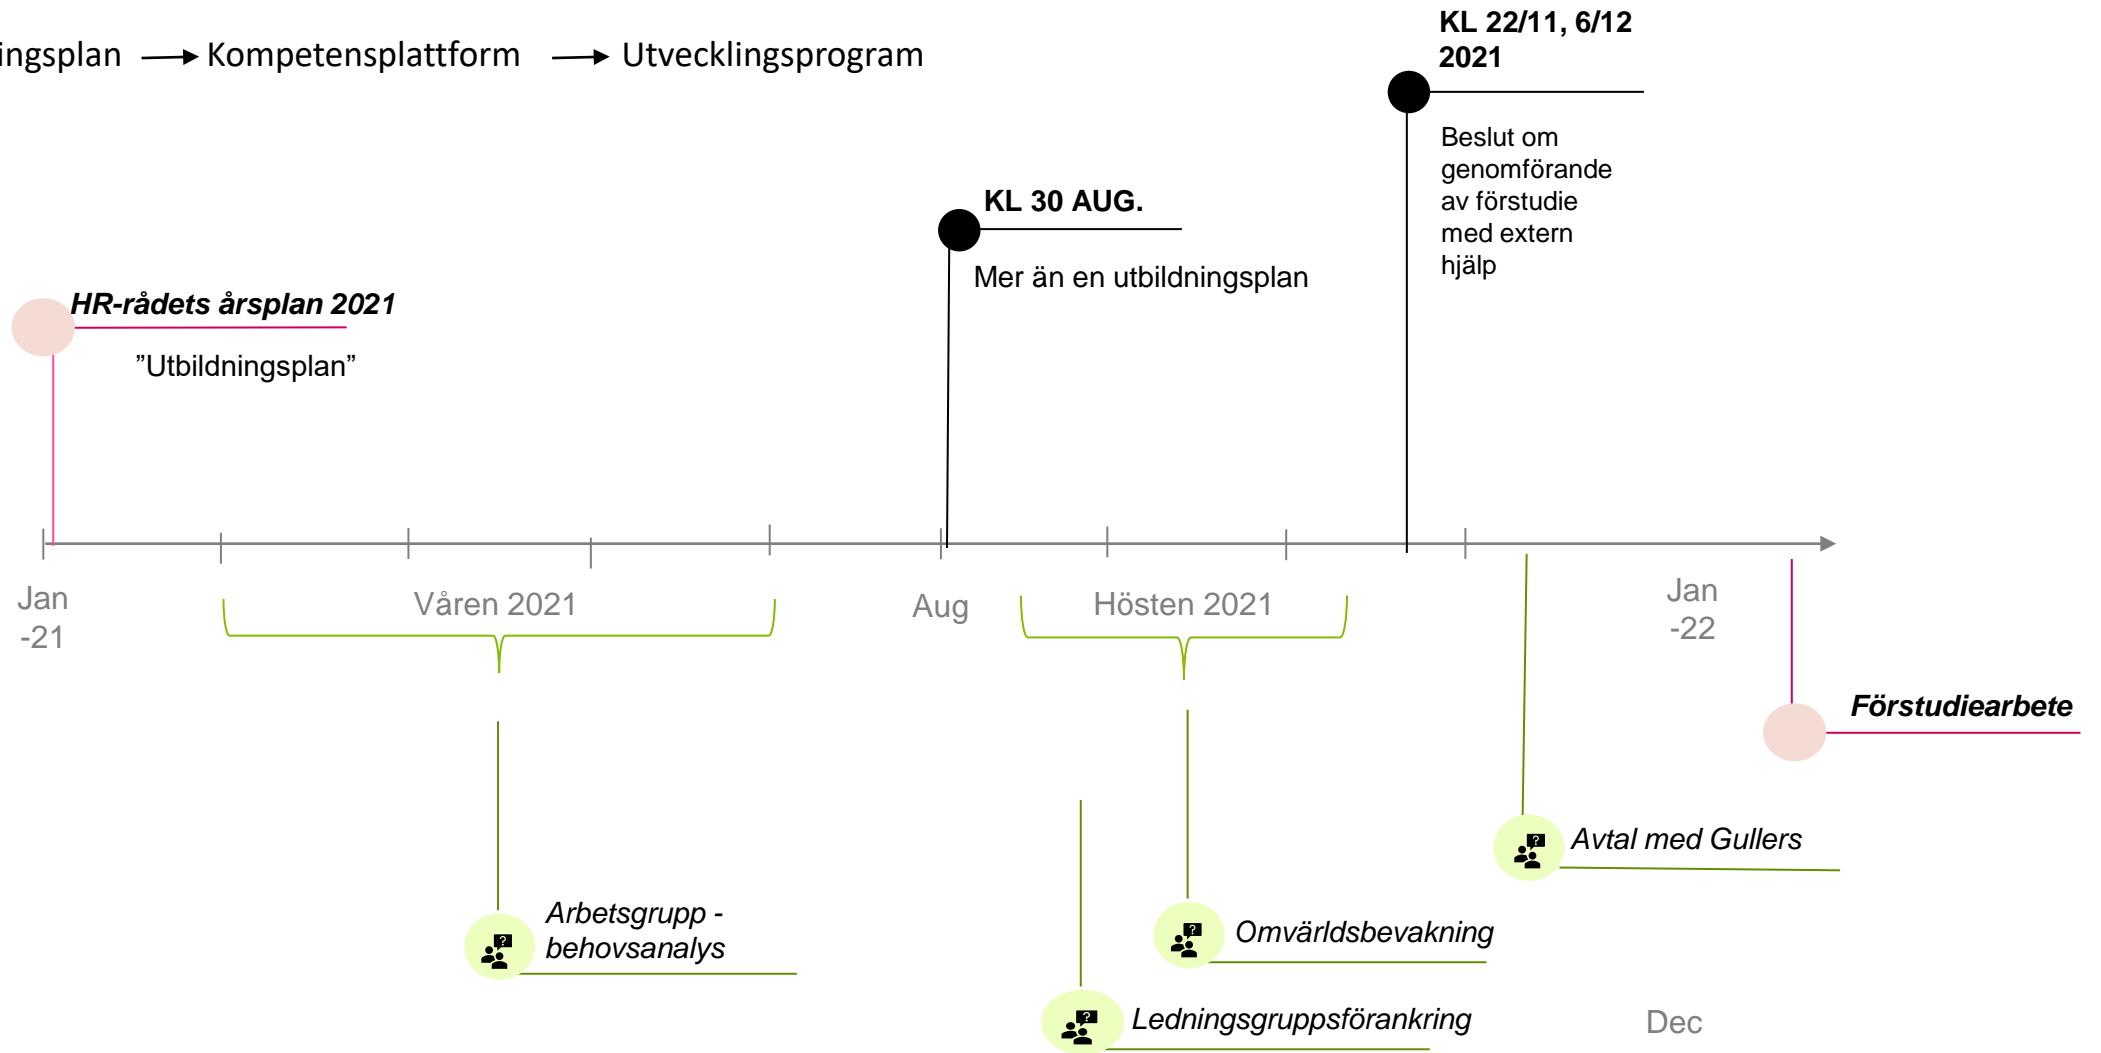 ingsplan → Kompetensplattform → Utvecklingsprogram
KL 22/11, 6/12
2021
Beslut om
genomförande
av förstudie
med extern
hjälp
KL 30 AUG.
Mer än en utbildningsplan
HR-rådets årsplan 2021
”Utbildningsplan”
Jan
-21
Våren 2021
Aug
Hösten 2021
Jan
-22
Förstudiearbete
Avtal med Gullers
Arbetsgrupp -
behovsanalys
Omvärldsbevakning
Ledningsgruppsförankring
Dec